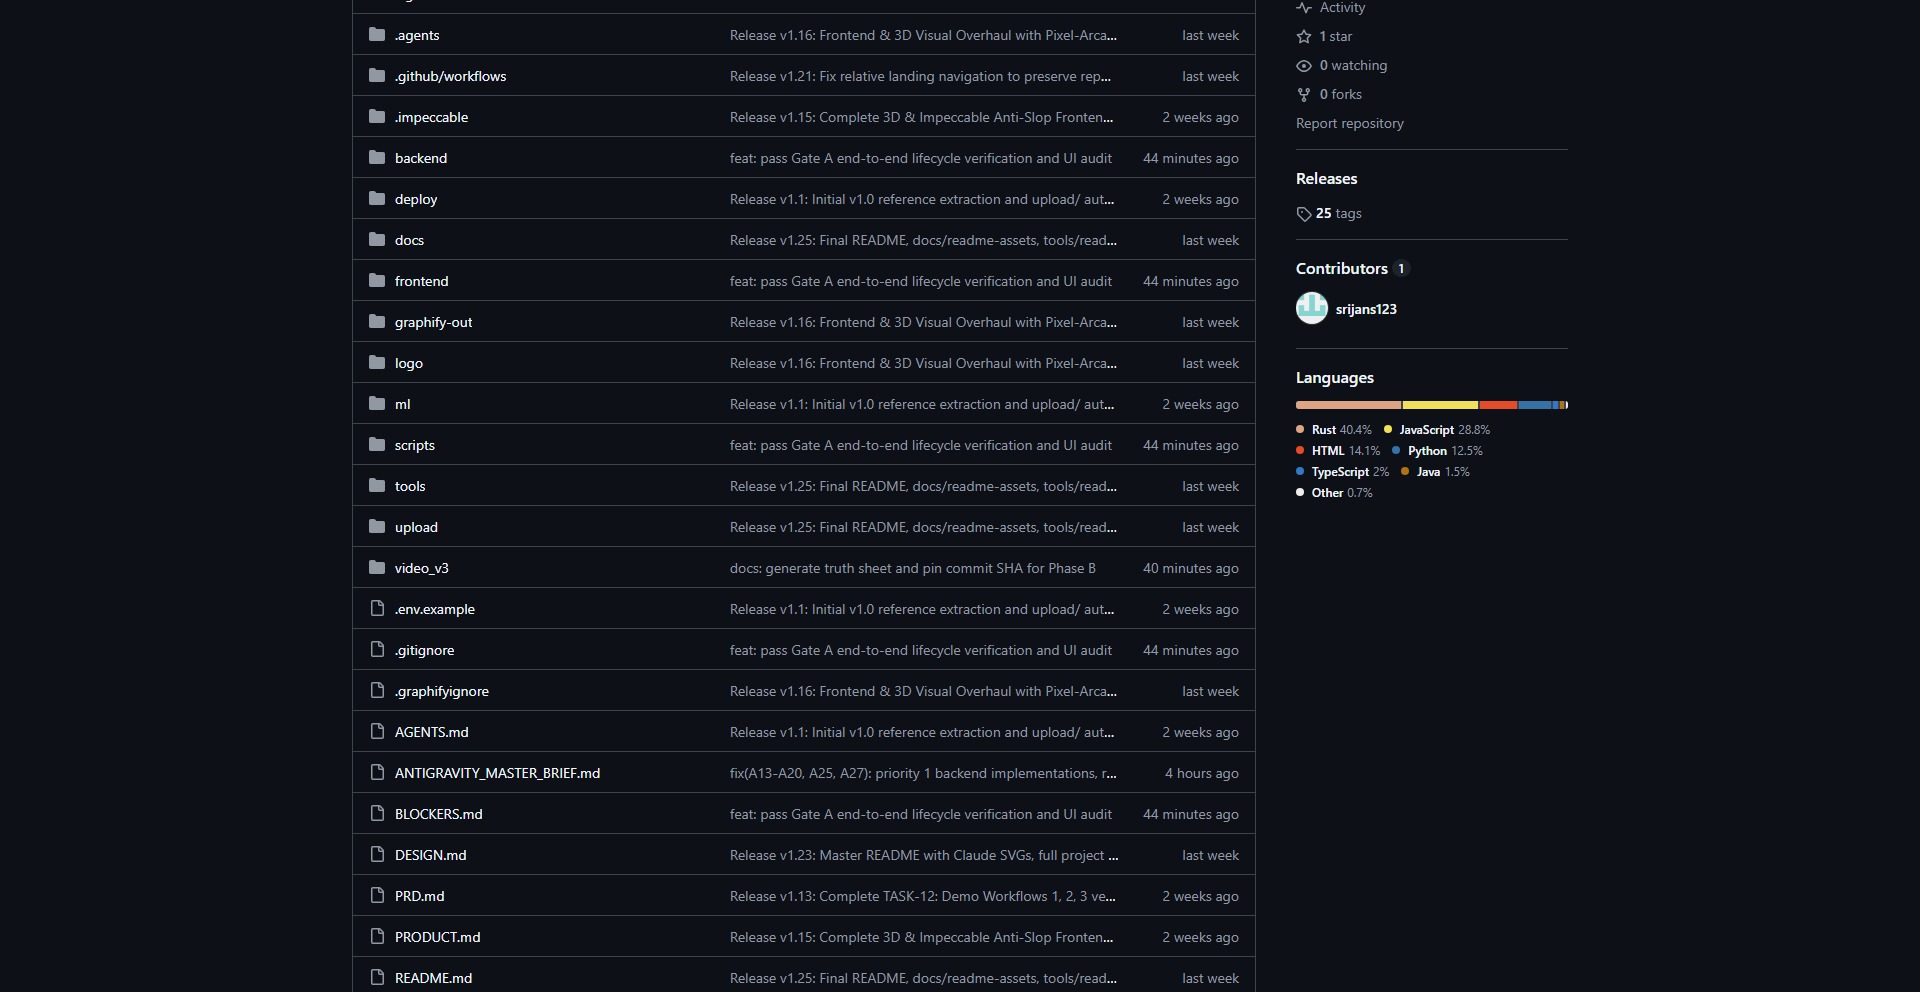 .agents Release v1.16: Frontend & 3D Visual Overhaul with Pixel-Arca... last week
.github/workflows Release v1.21: Fix relative landing navigation to preserve rep... last week
.impeccable Release v1.15: Complete 3D & Impeccable Anti-Slop Fronten... 2 weeks ago
backend feat: pass Gate A end-to-end lifecycle verification and UI audit 44 minutes ago
deploy Release v1.1: Initial v1.0 reference extraction and upload/ aut... 2 weeks ago
docs Release v1.25: Final README, docs/readme-assets, tools/read... last week
frontend feat: pass Gate A end-to-end lifecycle verification and UI audit 44 minutes ago
graphify-out Release v1.16: Frontend & 3D Visual Overhaul with Pixel-Arca... last week
logo Release v1.16: Frontend & 3D Visual Overhaul with Pixel-Arca... last week
ml Release v1.1: Initial v1.0 reference extraction and upload/ aut... 2 weeks ago
scripts feat: pass Gate A end-to-end lifecycle verification and UI audit 44 minutes ago
tools Release v1.25: Final README, docs/readme-assets, tools/read... last week
upload Release v1.25: Final README, docs/readme-assets, tools/read... last week
video_v3 docs: generate truth sheet and pin commit SHA for Phase B 40 minutes ago
.env.example Release v1.1: Initial v1.0 reference extraction and upload/ aut... 2 weeks ago
.gitignore feat: pass Gate A end-to-end lifecycle verification and UI audit 44 minutes ago
.graphifyignore Release v1.16: Frontend & 3D Visual Overhaul with Pixel-Arca... last week
AGENTS.md Release v1.1: Initial v1.0 reference extraction and upload/ aut... 2 weeks ago
ANTIGRAVITY_MASTER_BRIEF.md fix(A13-A20, A25, A27): priority 1 backend implementations, r... 4 hours ago
BLOCKERS.md feat: pass Gate A end-to-end lifecycle verification and UI audit 44 minutes ago
DESIGN.md Release v1.23: Master README with Claude SVGs, full project ... last week
PRD.md Release v1.13: Complete TASK-12: Demo Workflows 1, 2, 3 ve... 2 weeks ago
PRODUCT.md Release v1.15: Complete 3D & Impeccable Anti-Slop Fronten... 2 weeks ago
README.md Release v1.25: Final README, docs/readme-assets, tools/read... last week
Activity
1 star
0 watching
0 forks
Report repository
Releases
25 tags
Contributors 1
srijans123
Languages
Rust 40.4% JavaScript 28.8%
HTML 14.1% Python 12.5%
TypeScript 2% Java 1.5%
Other 0.7%